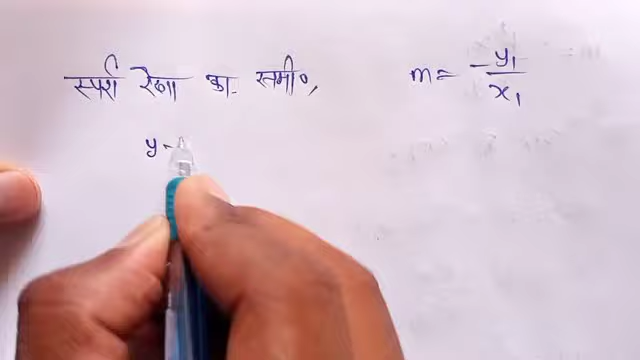 स्पर्श रेखा का समी०,
m = -y₁/x₁
y -